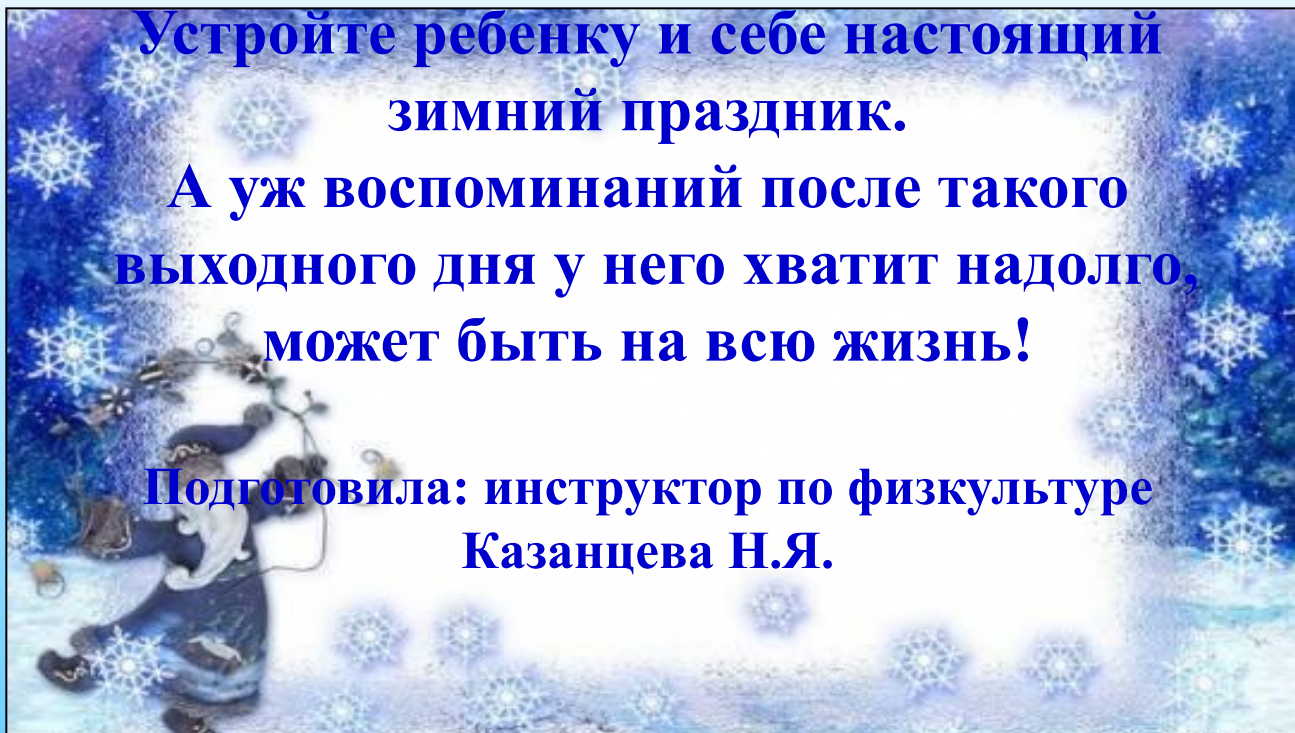 Устройте ребенку и себе настоящий
зимний праздник.
А уж воспоминаний после такого
выходного дня у него хватит надолго,
может быть на всю жизнь!
Подготовила: инструктор по физкультуре
Казанцева Н.Я.